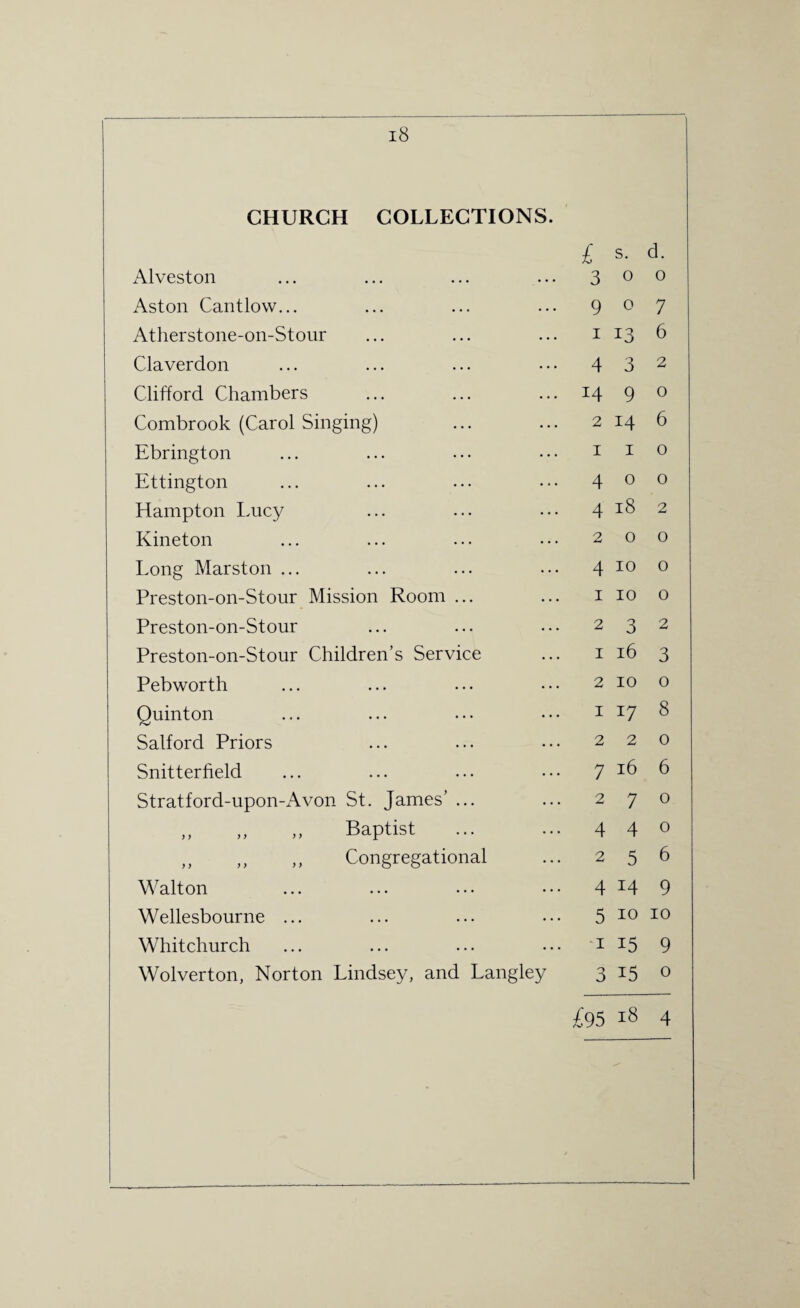 18
CHURCH COLLECTIONS.
£ s. d.
Alveston ... ... ... ... 3 0 0
Aston Cantlow... ... ... ... 9 0 7
Atherstone-on-Stour ... ... ... 1 13 6
Claverdon ... ... ... ... 4 3 2
Clifford Chambers ... ... ... 14 9 0
Combrook (Carol Singing) ... ... 2 14 6
Ebrington ... ... ... ... 1 1 0
Ettington ... ... ... ... 4 0 0
Hampton Lucy ... ... ... 4 18 2
Kineton ... ... ... ... 2 0 0
Long Marston ... ... ... ... 4 10 0
Preston-on-Stour Mission Room ... ... 1 10 0
Preston-on-Stour ... ... ... 2 3 2
Preston-on-Stour Children's Service ... 1 16 3
Pebworth ... ... ... ... 2 10 0
Quinton ... ... ... ... 1 17 8
Salford Priors ... ... ... 2 2 0
Snitterfield ... ... ... ... 7 16 6
Stratford-upon-Avon St. James' ... ... 2 7 0
,, ,, ,, Baptist ... ... 4 4 0
,, ,, ,, Congregational ... 2 5 6
Walton ... ... ... ... 4 14 9
Wellesbourne ... ... ... ... 5 10 10
Whitchurch ... ... ... ... 1 15 9
Wolverton, Norton Lindsey, and Langley 3 15 0
£95 18 4